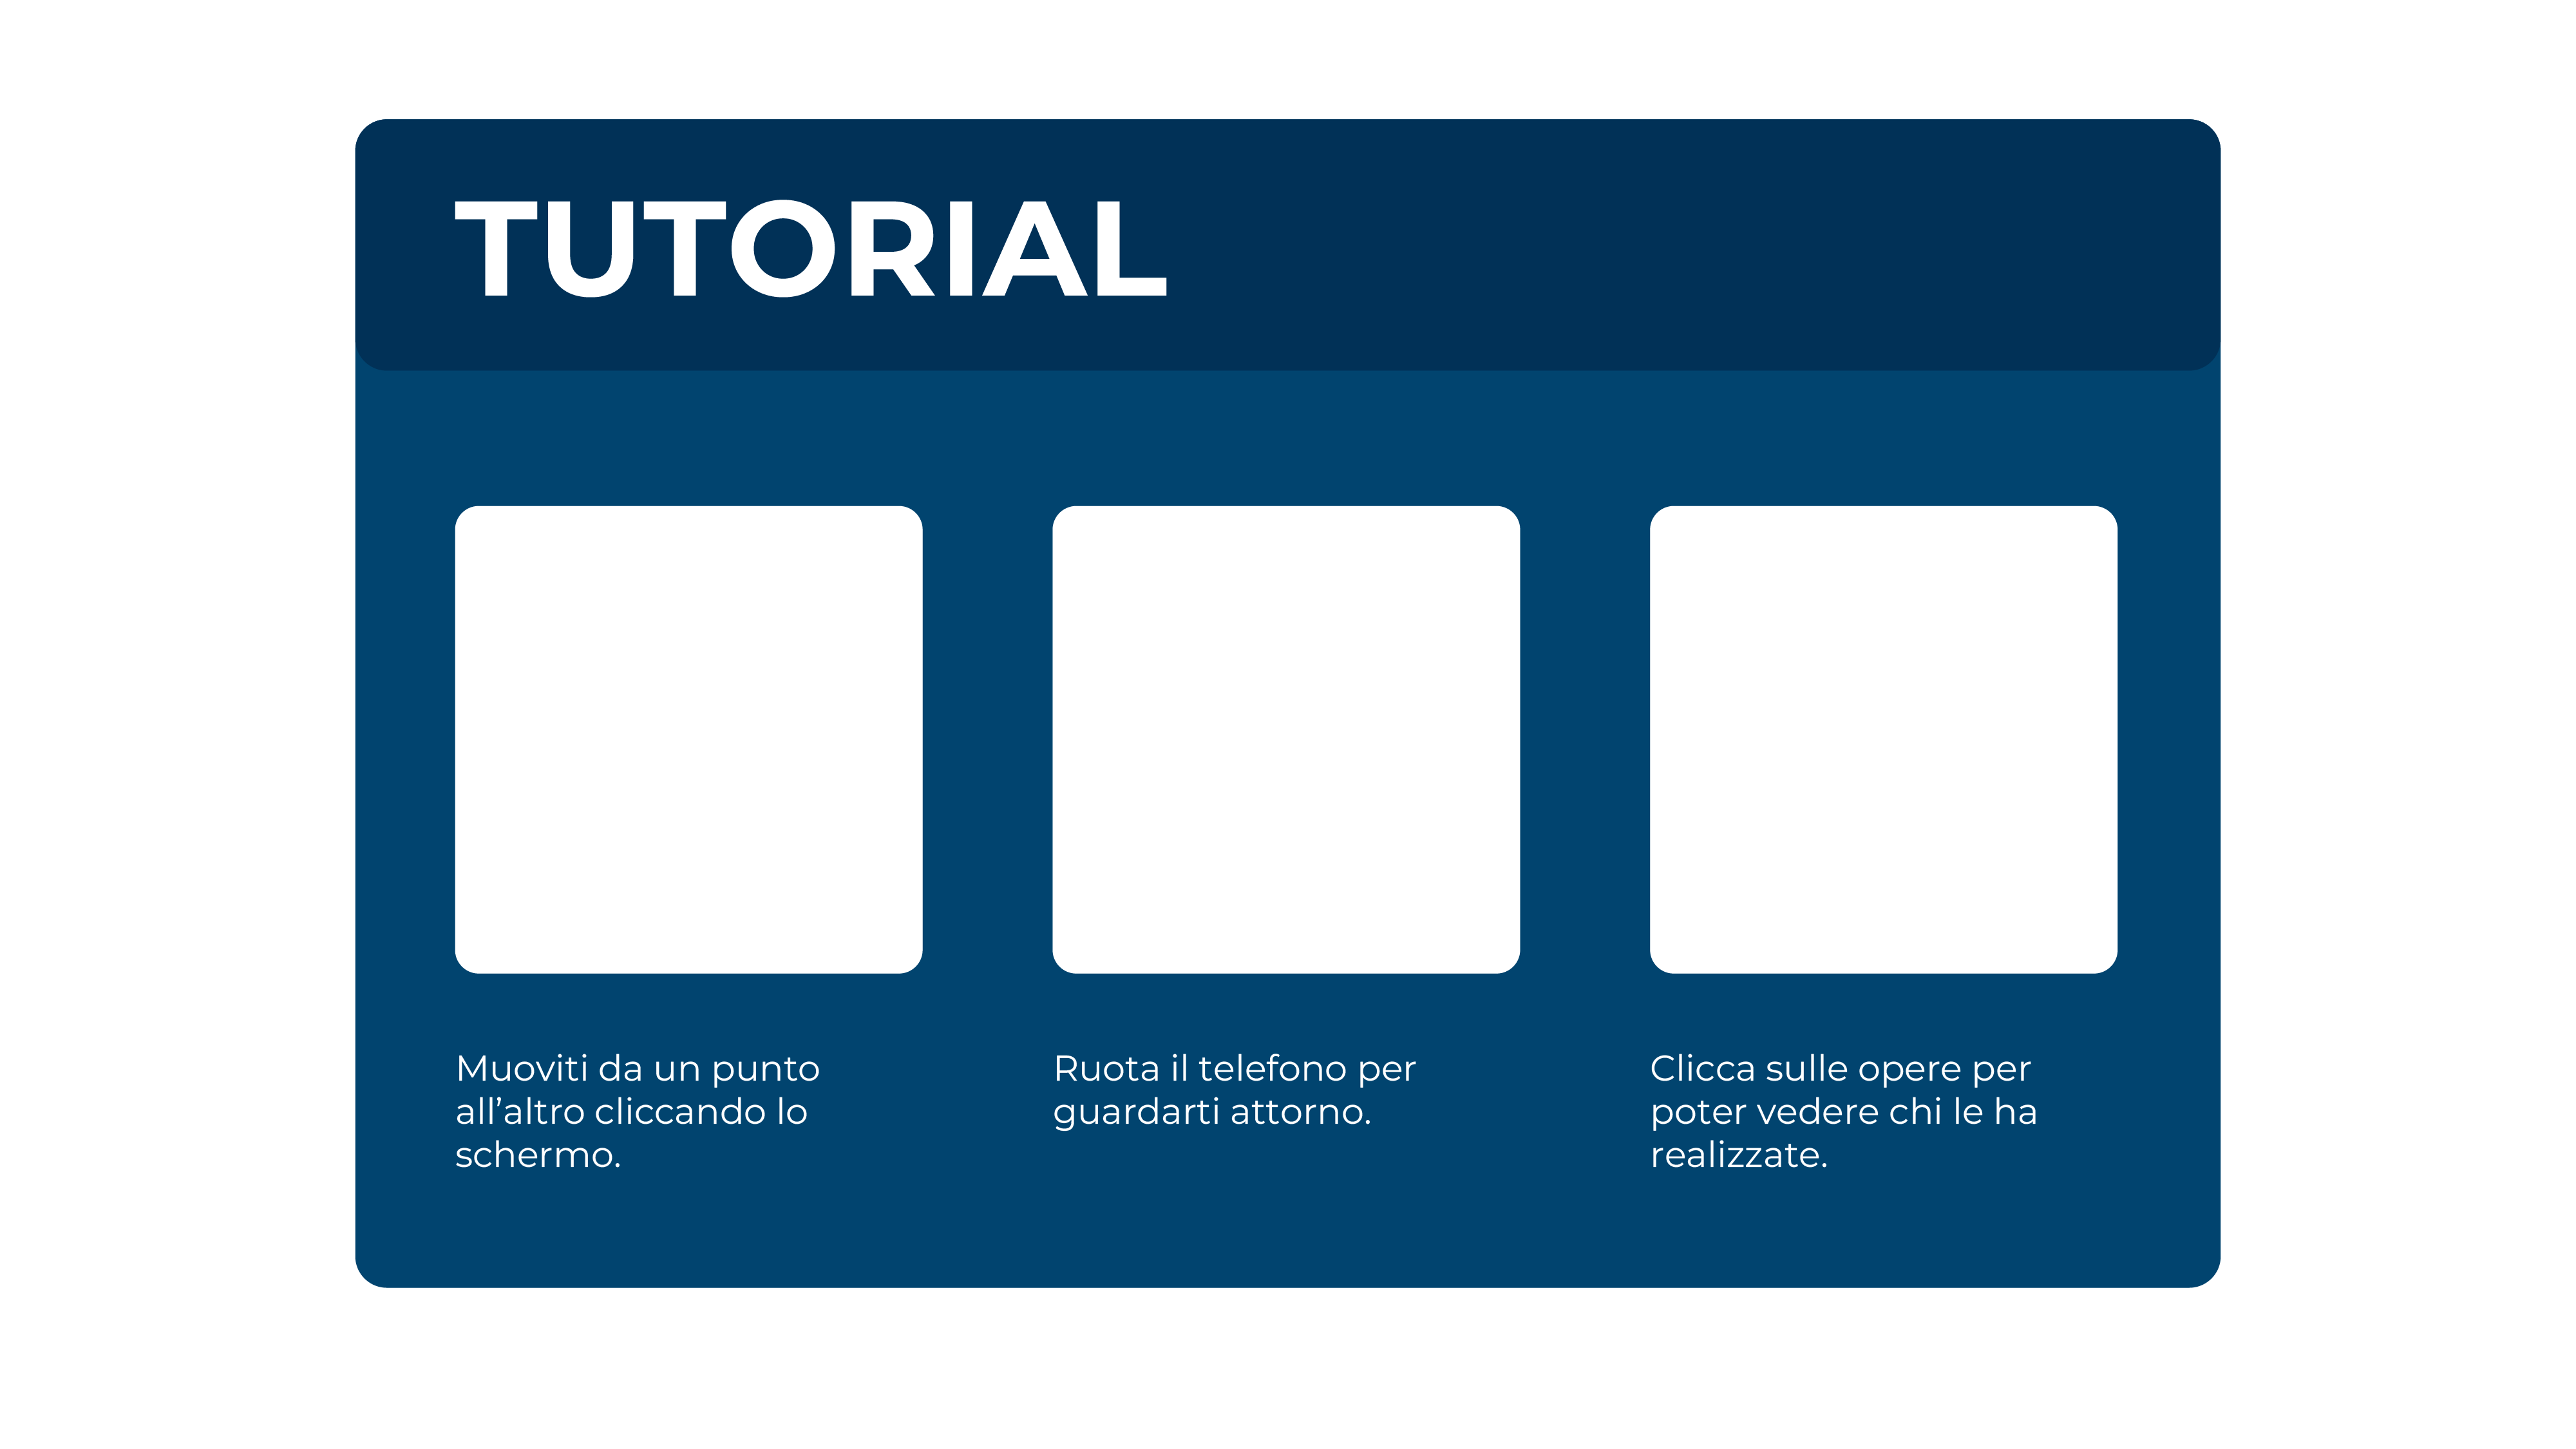 TUTORIAL
Muoviti da un punto
all’altro cliccando lo
schermo.
Ruota il telefono per
guardarti attorno.
Clicca sulle opere per
poter vedere chi le ha
realizzate.